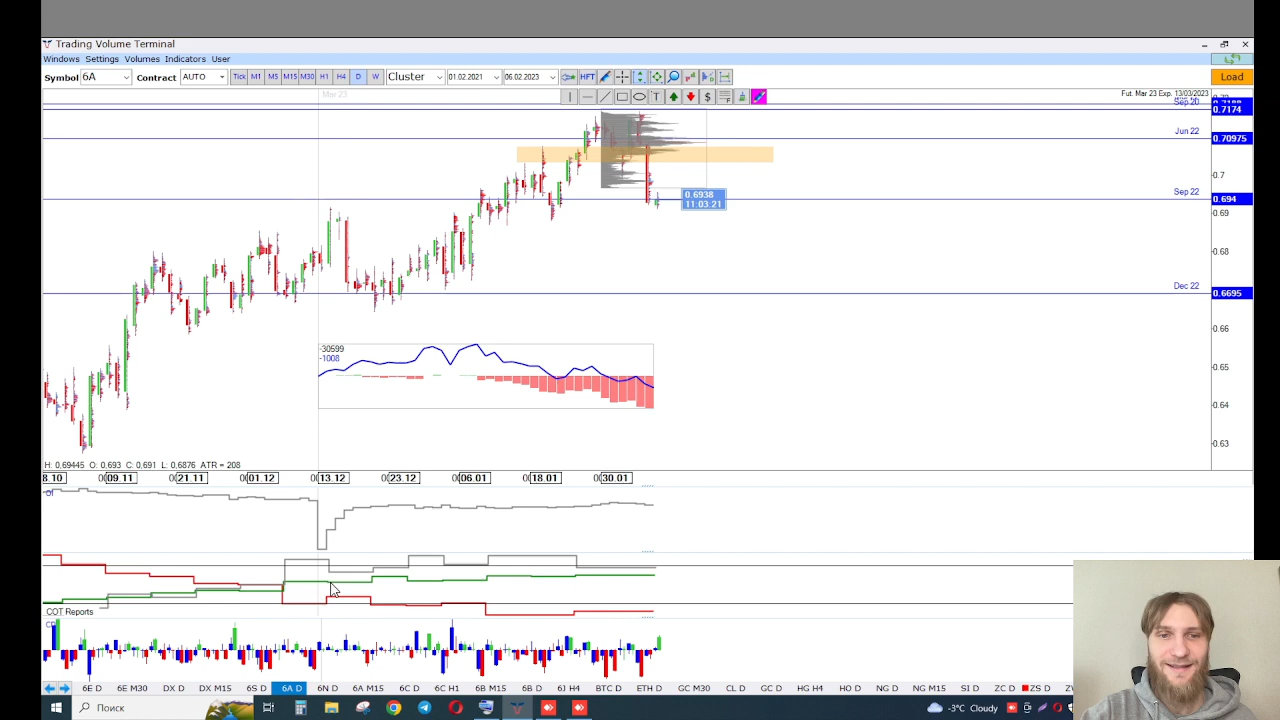 Trading Volume Terminal
Windows Settings Volumes Indicators User
Symbol 6A Contract AUTO Tick M1 M5 M15 M30 H1 H4 D W Cluster 01.02.2021 06.02.2023 HFT Load
T $
Mar 23
Fut. Mar 23 Exp. 13/03/2023
Sep 20
0.7174
Jun 22 0.70975
0.7
0.6938
11:03:21
Sep 22 0.694
0.69
0.68
Dec 22 0.6695
0.66
-30599
-1008
0.65
0.64
0.63
H: 0,69445 O: 0,693 C: 0,691 L: 0,6876 ATR = 208
8.10 09.11 21.11 01.12 13.12 23.12 06.01 18.01 30.01
OI
COT Reports
6E D 6E M30 DX D DX M15 6S D 6A D 6N D 6A M15 6C D 6C H1 6B M15 6B D 6J H4 BTC D ETH D GC M30 CL D GC D HG H4 HO D NG D NG M15 SI D ZC D ZS D
Поиск -3°C Cloudy